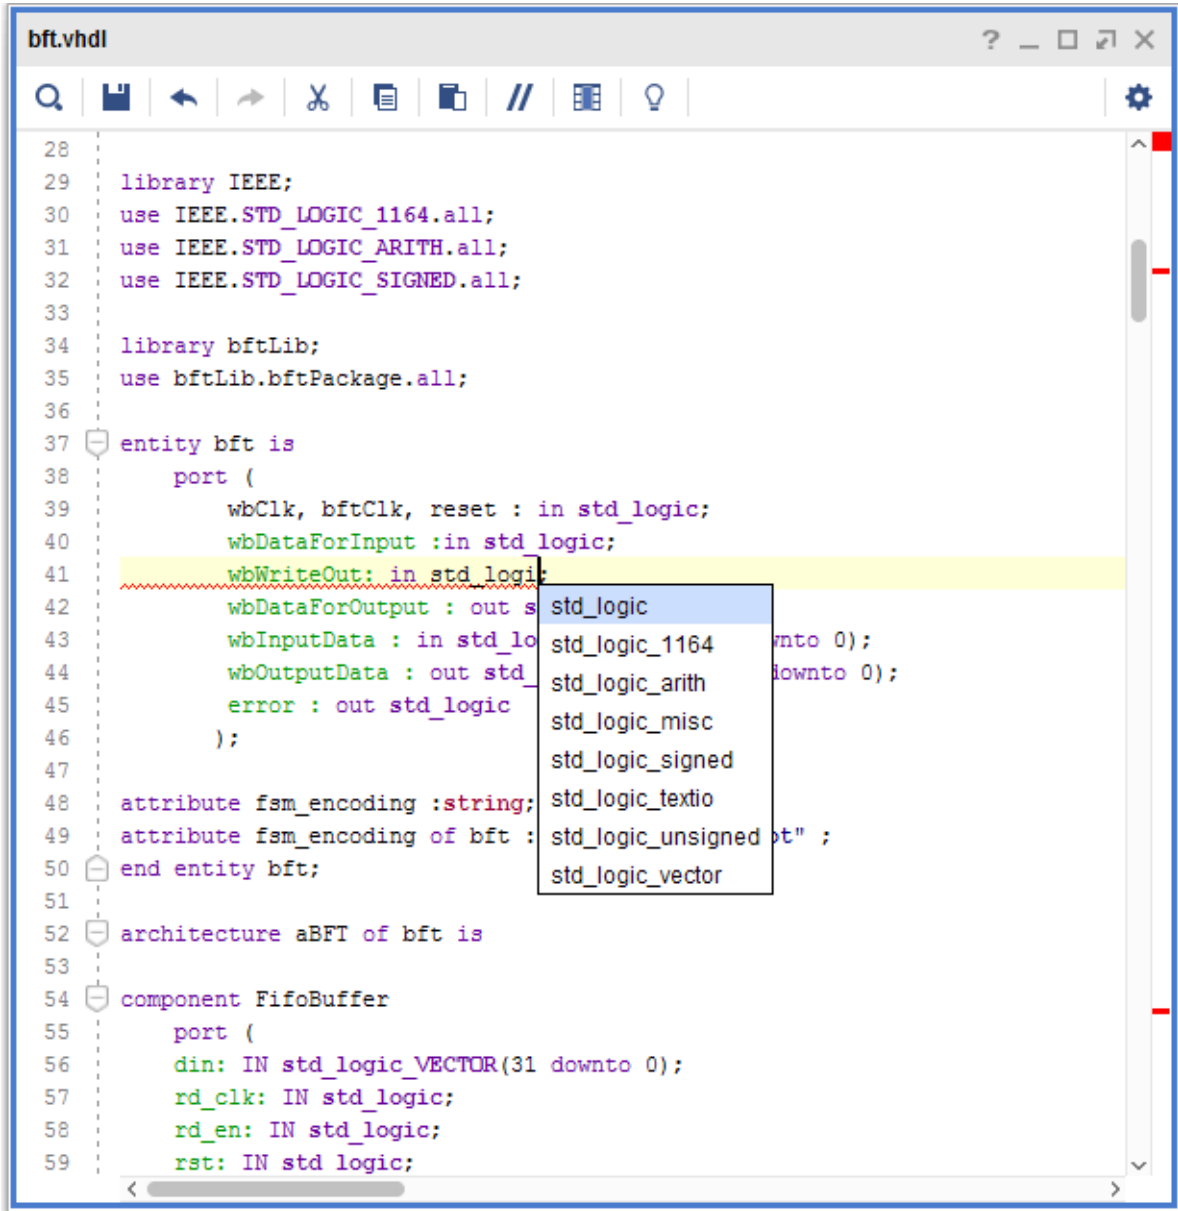 bft.vhdl
28
29 library IEEE;
30 use IEEE.STD_LOGIC_1164.all;
31 use IEEE.STD_LOGIC_ARITH.all;
32 use IEEE.STD_LOGIC_SIGNED.all;
33
34 library bftLib;
35 use bftLib.bftPackage.all;
36
37 entity bft is
38 port (
39 wbClk, bftClk, reset : in std_logic;
40 wbDataForInput :in std_logic;
41 wbWriteOut: in std_logi;
42 wbDataForOutput : out s
43 wbInputData : in std_lo nto 0);
44 wbOutputData : out std_ downto 0);
45 error : out std_logic
46 );
47
48 attribute fsm_encoding :string;
49 attribute fsm_encoding of bft : ot" ;
50 end entity bft;
51
52 architecture aBFT of bft is
53
54 component FifoBuffer
55 port (
56 din: IN std_logic_VECTOR(31 downto 0);
57 rd_clk: IN std_logic;
58 rd_en: IN std_logic;
59 rst: IN std_logic;
std_logic
std_logic_1164
std_logic_arith
std_logic_misc
std_logic_signed
std_logic_textio
std_logic_unsigned
std_logic_vector